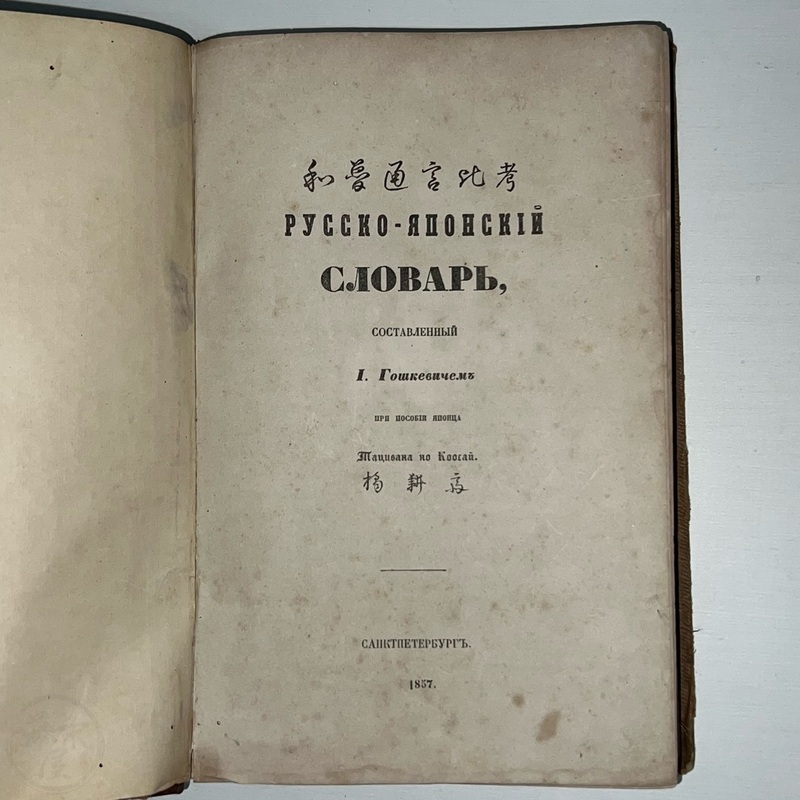 和魯通言比考
РУССКО-ЯПОНСКІЙ
СЛОВАРЬ,
СОСТАВЛЕННЫЙ
І. Гошкевичемъ
ПРИ ПОСОБІИ ЯПОНЦА
Тацивана но Коосай.
橘耕斎
САНКТПЕТЕРБУРГЪ.
1857.